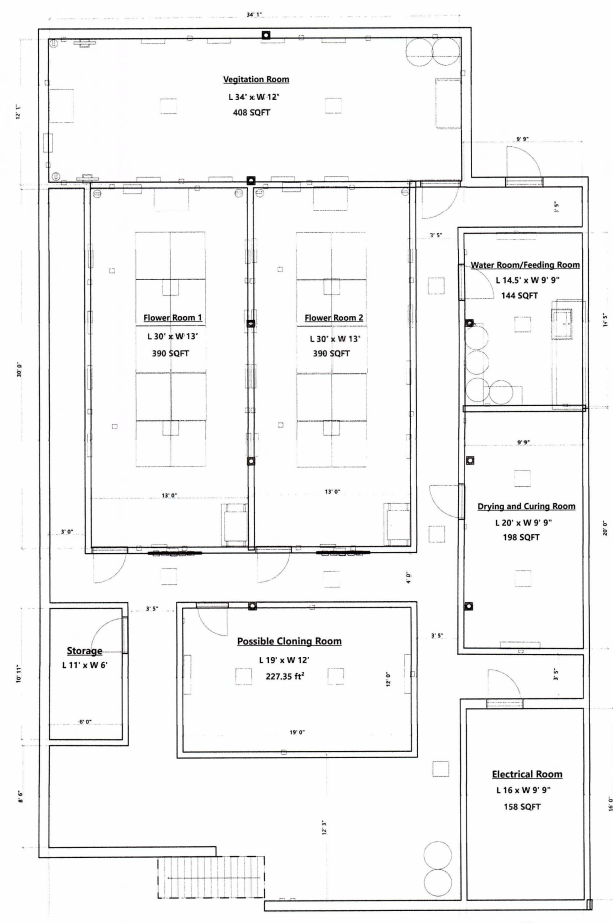 34' 1"
Vegitation Room
L 34' x W 12'
408 SQFT
12' 1"
9' 9"
3' 5"
3' 5"
Water Room/Feeding Room
L 14.5' x W 9' 9"
144 SQFT
14' 5"
Flower Room 1
L 30' x W 13'
390 SQFT
Flower Room 2
L 30' x W 13'
390 SQFT
30' 0"
9' 9"
13' 0"
13' 0"
Drying and Curing Room
L 20' x W 9' 9"
198 SQFT
20' 0"
3' 0"
4' 0"
3' 5"
3' 5"
Storage
L 11' x W 6'
10' 11"
6' 0"
Possible Cloning Room
L 19' x W 12'
227.35 ft²
12' 0"
19' 0"
3' 5"
Electrical Room
L 16 x W 9' 9"
158 SQFT
16' 0"
8' 6"
12' 3"